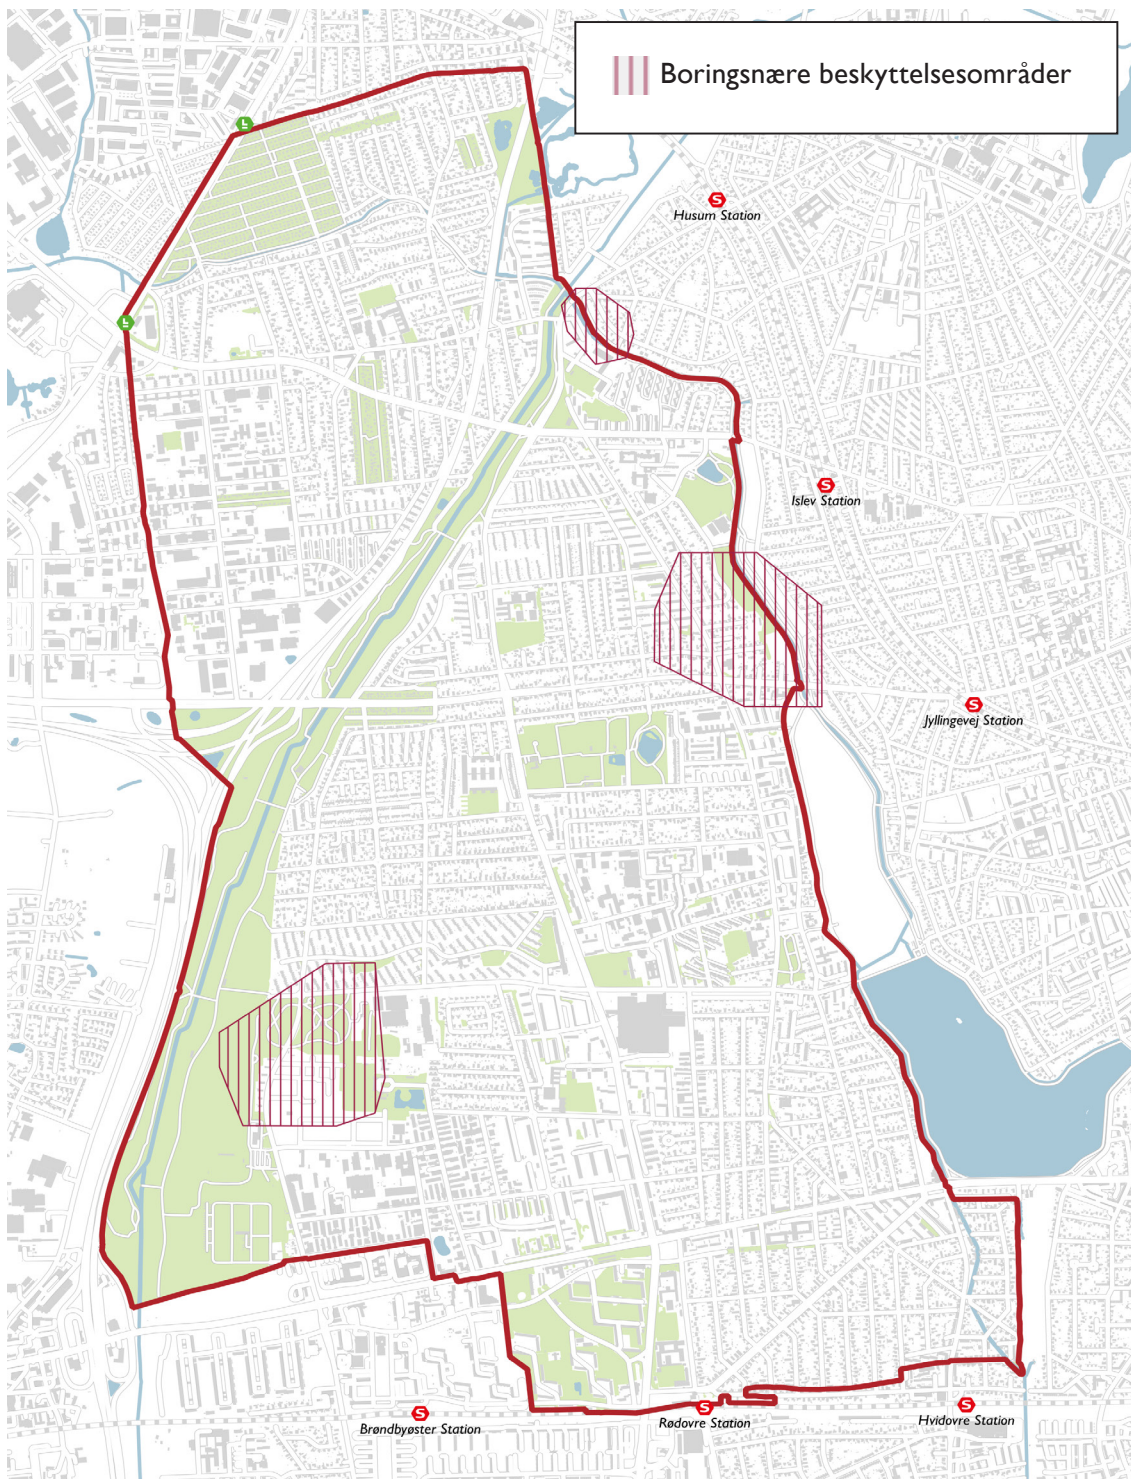 Boringsnære beskyttelsesområder
L
S
Husum Station
L
S
Islev Station
S
Jyllingevej Station
S
Brøndbyøster Station
S
Rødovre Station
S
Hvidovre Station